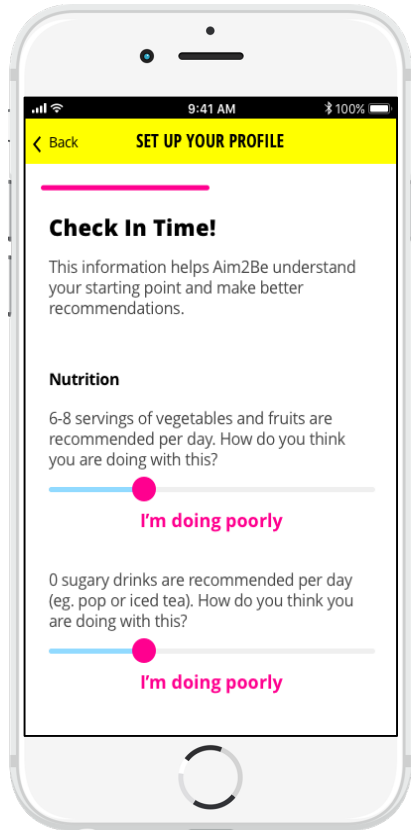 9:41 AM
100%
Back
SET UP YOUR PROFILE
Check In Time!
This information helps Aim2Be understand
your starting point and make better
recommendations.
Nutrition
6-8 servings of vegetables and fruits are
recommended per day. How do you think
you are doing with this?
I'm doing poorly
0 sugary drinks are recommended per day
(eg. pop or iced tea). How do you think you
are doing with this?
I'm doing poorly